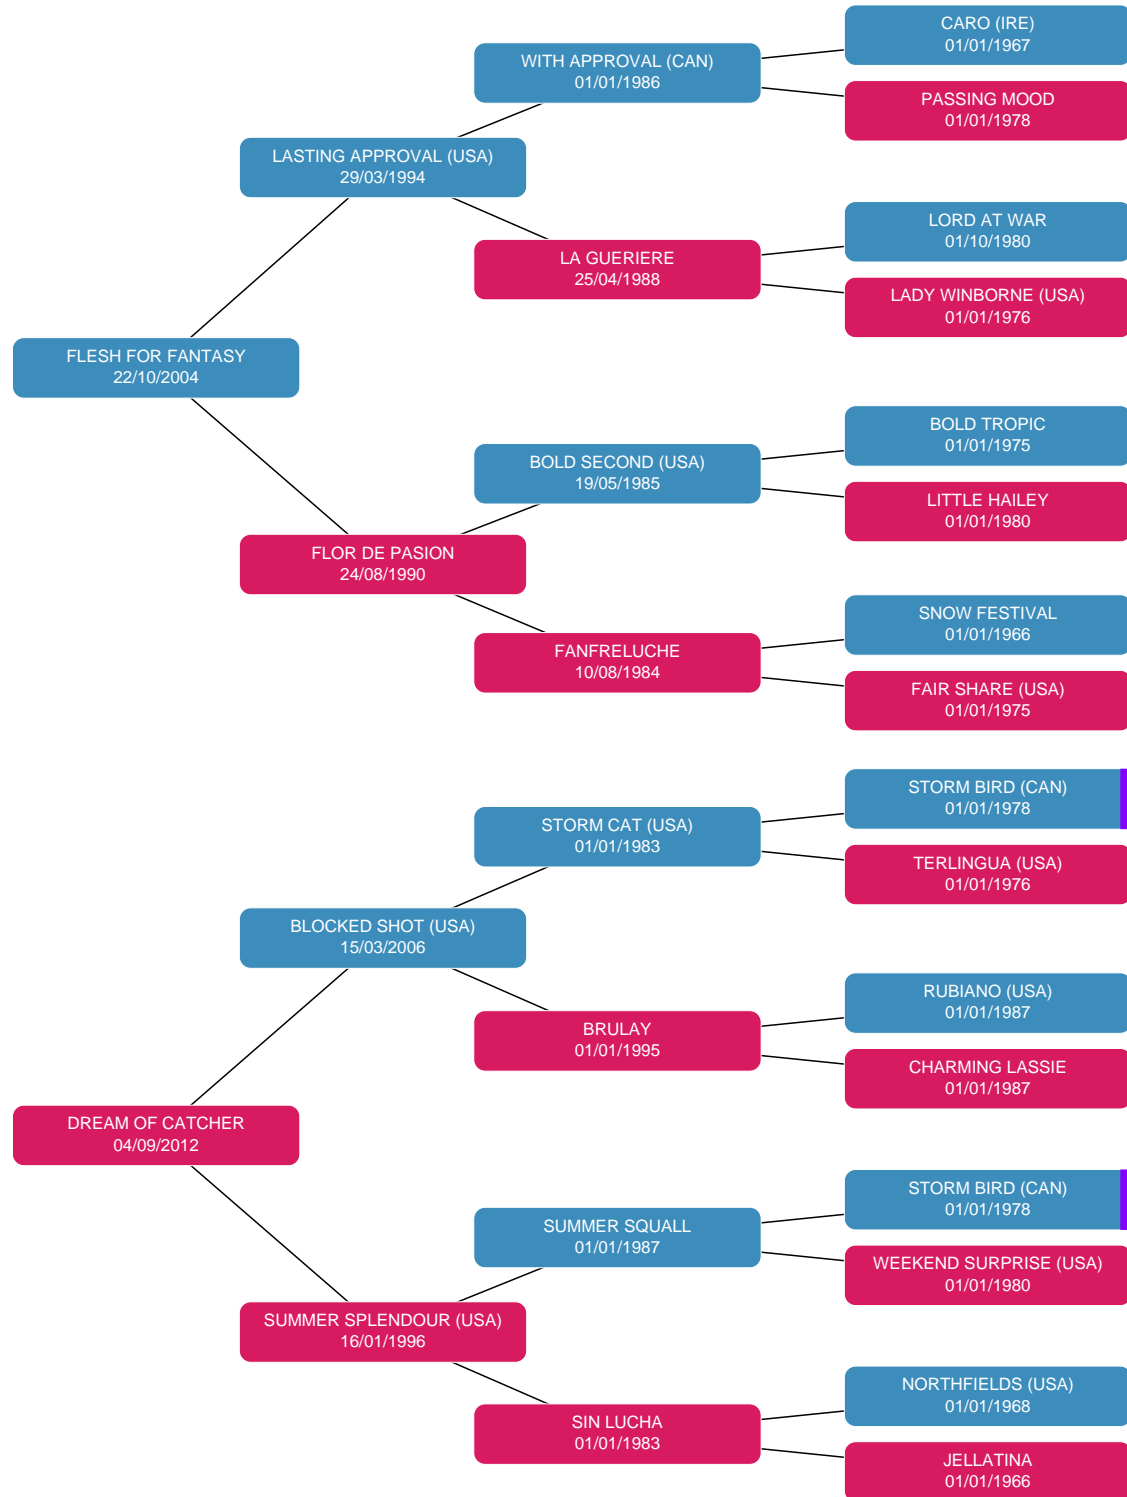 CARO (IRE)
01/01/1967
WITH APPROVAL (CAN)
01/01/1986
PASSING MOOD
01/01/1978
LASTING APPROVAL (USA)
29/03/1994
LORD AT WAR
01/10/1980
LA GUERIERE
25/04/1988
LADY WINBORNE (USA)
01/01/1976
FLESH FOR FANTASY
22/10/2004
BOLD TROPIC
01/01/1975
BOLD SECOND (USA)
19/05/1985
LITTLE HAILEY
01/01/1980
FLOR DE PASION
24/08/1990
SNOW FESTIVAL
01/01/1966
FANFRELUCHE
10/08/1984
FAIR SHARE (USA)
01/01/1975
STORM BIRD (CAN)
01/01/1978
STORM CAT (USA)
01/01/1983
TERLINGUA (USA)
01/01/1976
BLOCKED SHOT (USA)
15/03/2006
RUBIANO (USA)
01/01/1987
BRULAY
01/01/1995
CHARMING LASSIE
01/01/1987
DREAM OF CATCHER
04/09/2012
STORM BIRD (CAN)
01/01/1978
SUMMER SQUALL
01/01/1987
WEEKEND SURPRISE (USA)
01/01/1980
SUMMER SPLENDOUR (USA)
16/01/1996
NORTHFIELDS (USA)
01/01/1968
SIN LUCHA
01/01/1983
JELLATINA
01/01/1966